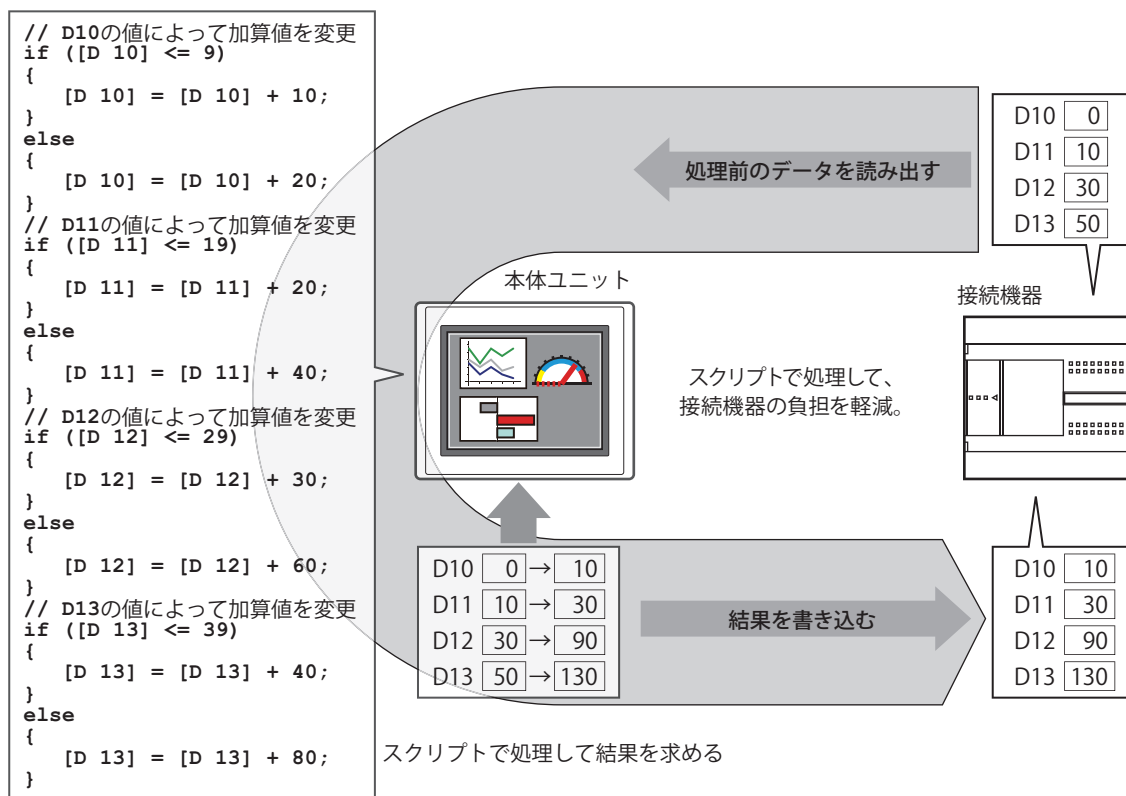 // D10の値によって加算値を変更
if ([D 10] <= 9)
{
[D 10] = [D 10] + 10;
}
else
{
[D 10] = [D 10] + 20;
}
// D11の値によって加算値を変更
if ([D 11] <= 19)
{
[D 11] = [D 11] + 20;
}
else
{
[D 11] = [D 11] + 40;
}
// D12の値によって加算値を変更
if ([D 12] <= 29)
{
[D 12] = [D 12] + 30;
}
else
{
[D 12] = [D 12] + 60;
}
// D13の値によって加算値を変更
if ([D 13] <= 39)
{
[D 13] = [D 13] + 40;
}
else
{
[D 13] = [D 13] + 80;
}
処理前のデータを読み出す
D10 0
D11 10
D12 30
D13 50
本体ユニット
接続機器
スクリプトで処理して、
接続機器の負担を軽減。
D10 0→ 10
D11 10→ 30
D12 30→ 90
D13 50→130
結果を書き込む
D10 10
D11 30
D12 90
D13 130
スクリプトで処理して結果を求める